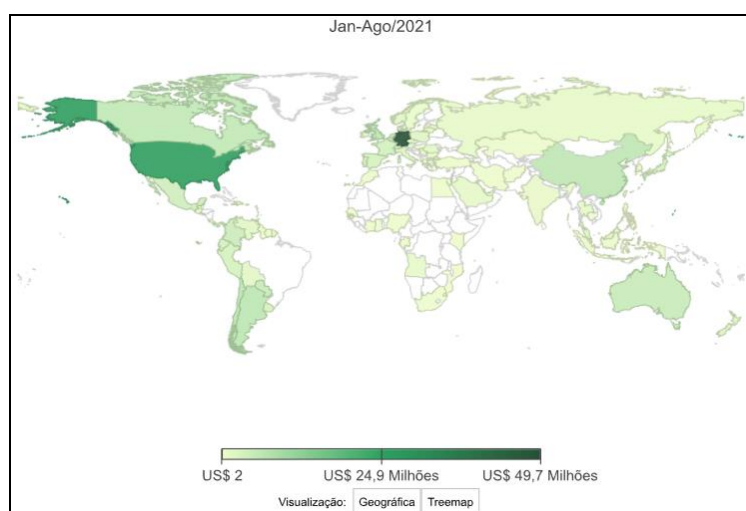 Jan-Ago/2021
US$ 2 US$ 24,9 Milhões US$ 49,7 Milhões
Visualização: Geográfica Treemap